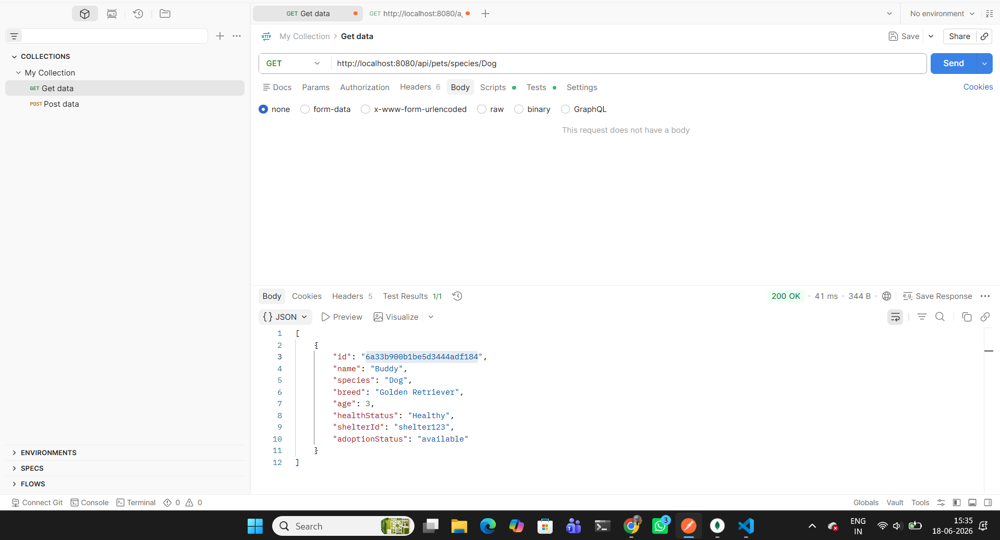 GET Get data
GET http://localhost:8080/a
No environment
COLLECTIONS
My Collection
GET Get data
POST Post data
ENVIRONMENTS
SPECS
FLOWS
HTTP My Collection > Get data
Save
Share
GET http://localhost:8080/api/pets/species/Dog
Send
Docs Params Authorization Headers 6 Body Scripts Tests Settings
Cookies
none form-data x-www-form-urlencoded raw binary GraphQL
This request does not have a body
Body Cookies Headers 5 Test Results 1/1
200 OK • 41 ms • 344 B • e.g. Save Response
{} JSON Preview Visualize
1 [
2 {
3 "id": "6a33b900b1be5d3444adf184",
4 "name": "Buddy",
5 "species": "Dog",
6 "breed": "Golden Retriever",
7 "age": 3,
8 "healthStatus": "Healthy",
9 "shelterId": "shelter123",
10 "adoptionStatus": "available"
11 }
12 ]
Connect Git Console Terminal 0 0
Globals Vault Tools
Search
3
ENG
IN
15:35
18-06-2026